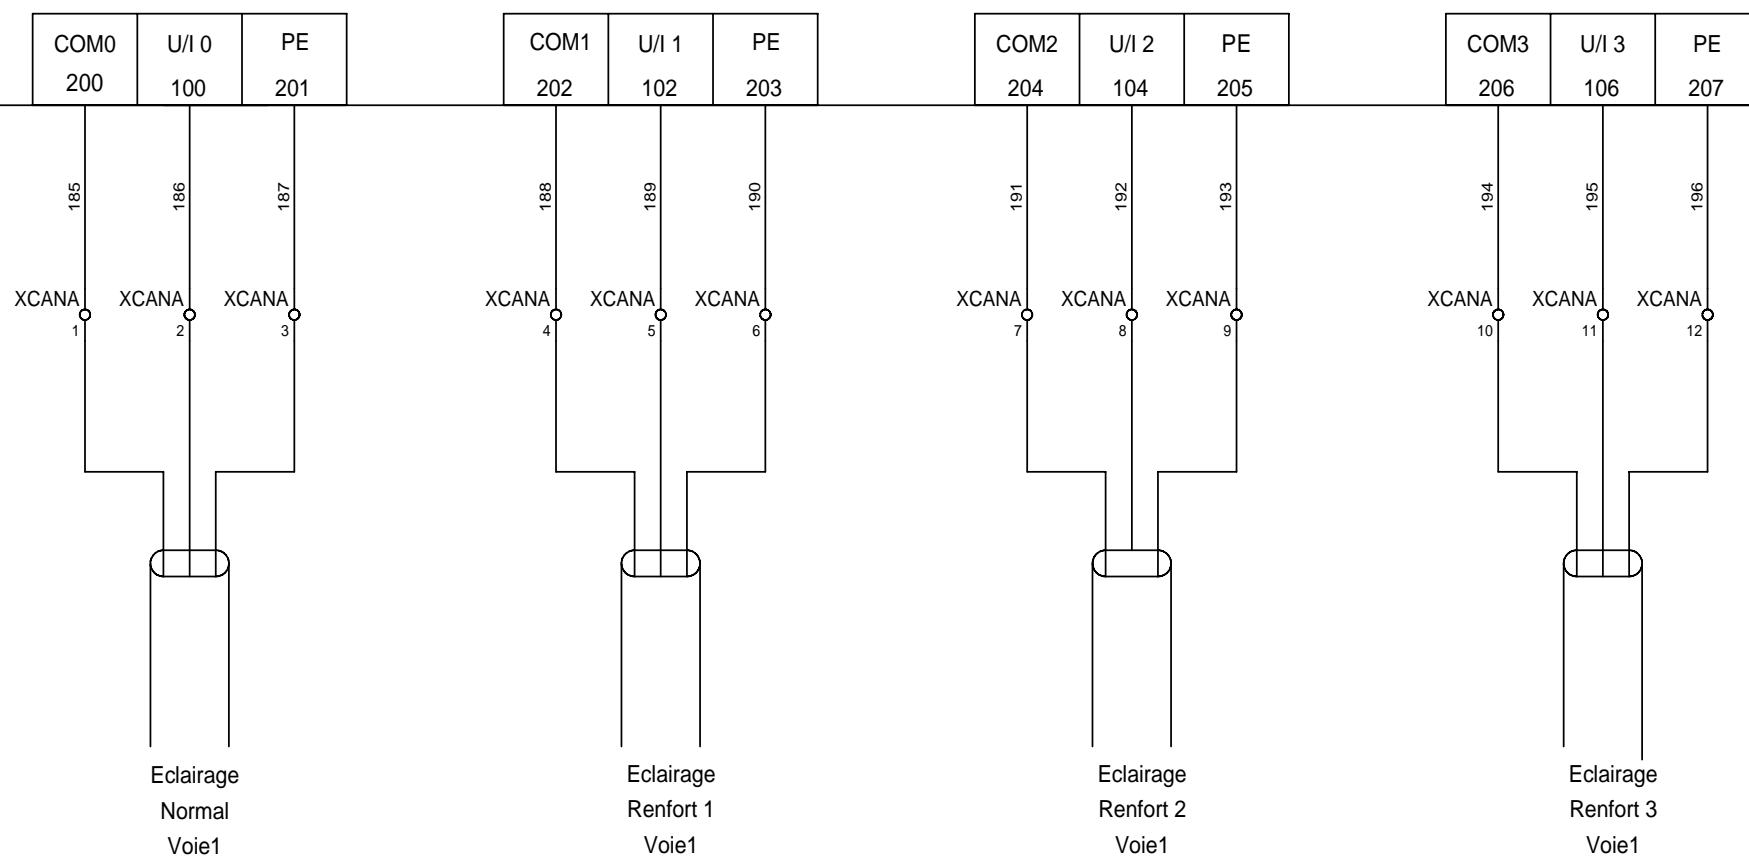 COM0 U/I 0 PE COM1 U/I 1 PE COM2 U/I 2 PE COM3 U/I 3 PE
200 100 201 202 102 203 204 104 205 206 106 207
185 186 187 188 189 190 191 192 193 194 195 196
XCANA XCANA XCANA XCANA XCANA XCANA XCANA XCANA XCANA XCANA XCANA XCANA
1 2 3 4 5 6 7 8 9 10 11 12
Eclairage Eclairage Eclairage Eclairage
Normal Renfort 1 Renfort 2 Renfort 3
Voie1 Voie1 Voie1 Voie1